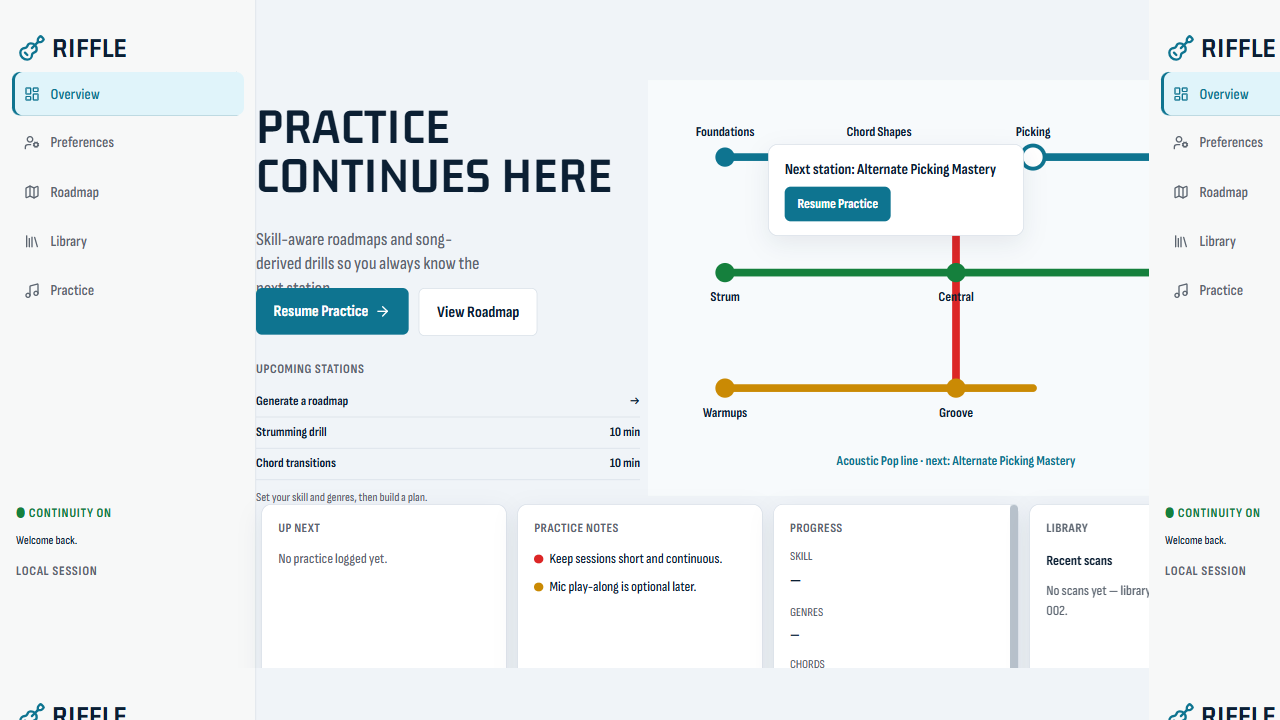 RIFFLE
Overview
Preferences
Roadmap
Library
Practice
CONTINUITY ON
Welcome back.
LOCAL SESSION
PRACTICE
CONTINUES HERE
Skill-aware roadmaps and song-
derived drills so you always know the
next station.
Resume Practice →
View Roadmap
UPCOMING STATIONS
Generate a roadmap →
Strumming drill 10 min
Chord transitions 10 min
Set your skill and genres, then build a plan.
Foundations
Chord Shapes
Picking
Next station: Alternate Picking Mastery
Resume Practice
Strum
Central
Warmups
Groove
Acoustic Pop line · next: Alternate Picking Mastery
UP NEXT
No practice logged yet.
PRACTICE NOTES
Keep sessions short and continuous.
Mic play-along is optional later.
PROGRESS
SKILL
—
GENRES
—
CHORDS
LIBRARY
Recent scans
No scans yet — library
002.
RIFFLE
Overview
Preferences
Roadmap
Library
Practice
CONTINUITY ON
Welcome back.
LOCAL SESSION
RIFFLE
RIFFLE